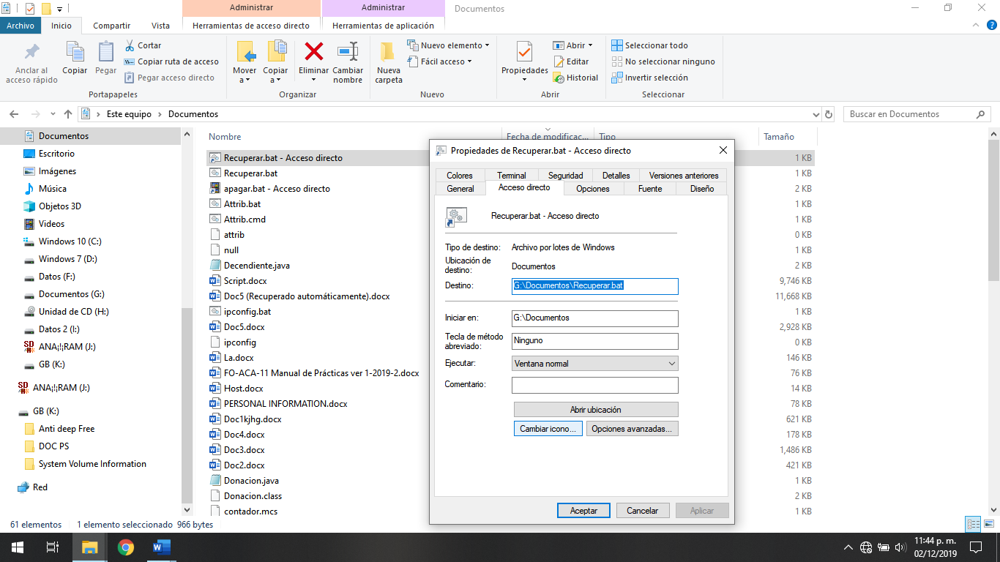 Administrar
Administrar
Documentos
Archivo
Inicio
Compartir
Vista
Herramientas de acceso directo
Herramientas de aplicación
Anclar al
acceso rápido
Copiar
Pegar
Cortar
Copiar ruta de acceso
Pegar acceso directo
Portapapeles
Mover
a
Copiar
a
Eliminar
Cambiar
nombre
Organizar
Nueva
carpeta
Nuevo elemento
Fácil acceso
Nuevo
Propiedades
Abrir
Editar
Historial
Abrir
Seleccionar todo
No seleccionar ninguno
Invertir selección
Seleccionar
Este equipo
Documentos
Buscar en Documentos
Documentos
Escritorio
Imágenes
Música
Objetos 3D
Videos
Windows 10 (C:)
Windows 7 (D:)
Datos (F:)
Documentos (G:)
Unidad de CD (H:)
Datos 2 (I:)
ANA¡!¡RAM (J:)
GB (K:)
ANA¡!¡RAM (J:)
GB (K:)
Anti deep Free
DOC PS
System Volume Information
Red
Nombre
Fecha de modificac...
Tipo
Tamaño
Recuperar.bat - Acceso directo
1 KB
Recuperar.bat
1 KB
apagar.bat - Acceso directo
2 KB
Attrib.bat
1 KB
Attrib.cmd
1 KB
attrib
0 KB
null
1 KB
Decendiente.java
2 KB
Script.docx
9,746 KB
Doc5 (Recuperado automáticamente).docx
11,668 KB
ipconfig.bat
1 KB
Doc5.docx
2,928 KB
ipconfig
0 KB
La.docx
146 KB
FO-ACA-11 Manual de Prácticas ver 1-2019-2.docx
76 KB
Host.docx
14 KB
PERSONAL INFORMATION.docx
78 KB
Doc1kjhg.docx
621 KB
Doc4.docx
178 KB
Doc3.docx
1,486 KB
Doc2.docx
421 KB
Donacion.java
1 KB
Donacion.class
2 KB
contador.mcs
1 KB
Propiedades de Recuperar.bat - Acceso directo
Colores
Terminal
Seguridad
Detalles
Versiones anteriores
General
Acceso directo
Opciones
Fuente
Diseño
Recuperar.bat - Acceso directo
Tipo de destino:
Archivo por lotes de Windows
Ubicación de
destino:
Documentos
Destino:
G:\Documentos\Recuperar.bat
Iniciar en:
G:\Documentos
Tecla de método
abreviado:
Ninguno
Ejecutar:
Ventana normal
Comentario:
Abrir ubicación
Cambiar icono...
Opciones avanzadas...
Aceptar
Cancelar
Aplicar
61 elementos
1 elemento seleccionado
966 bytes
11:44 p. m.
02/12/2019